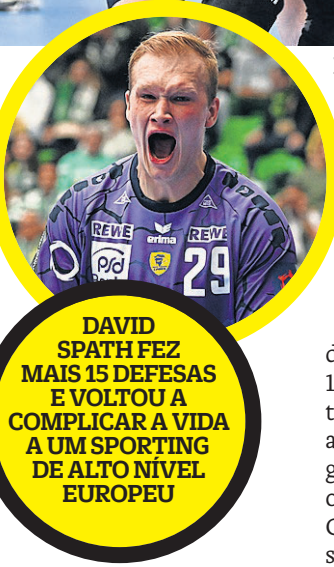 REWE
REWE
erima
psd
29
DAVID
SPATH FEZ
MAIS 15 DEFESAS
E VOLTOU A
COMPLICAR A VIDA
A UM SPORTING
DE ALTO NÍVEL
EUROPEU